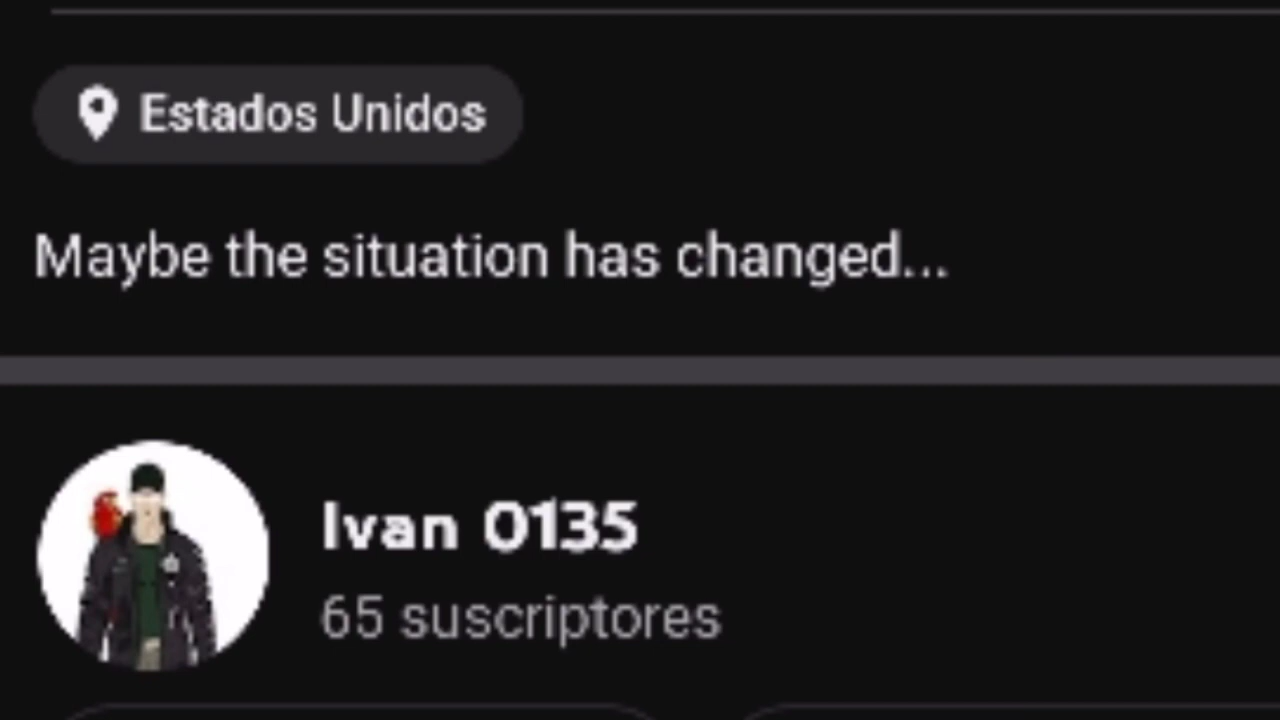 Estados Unidos
Maybe the situation has changed...
Ivan 0135
65 suscriptores